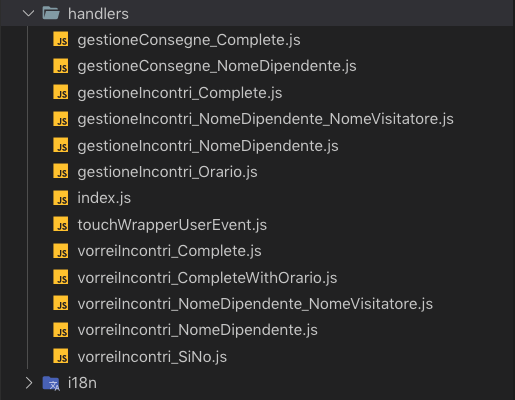 handlers
JS gestioneConsegne_Complete.js
JS gestioneConsegne_NomeDipendente.js
JS gestioneIncontri_Complete.js
JS gestioneIncontri_NomeDipendente_NomeVisitatore.js
JS gestioneIncontri_NomeDipendente.js
JS gestioneIncontri_Orario.js
JS index.js
JS touchWrapperUserEvent.js
JS vorreiIncontri_Complete.js
JS vorreiIncontri_CompleteWithOrario.js
JS vorreiIncontri_NomeDipendente_NomeVisitatore.js
JS vorreiIncontri_NomeDipendente.js
JS vorreiIncontri_SiNo.js
i18n